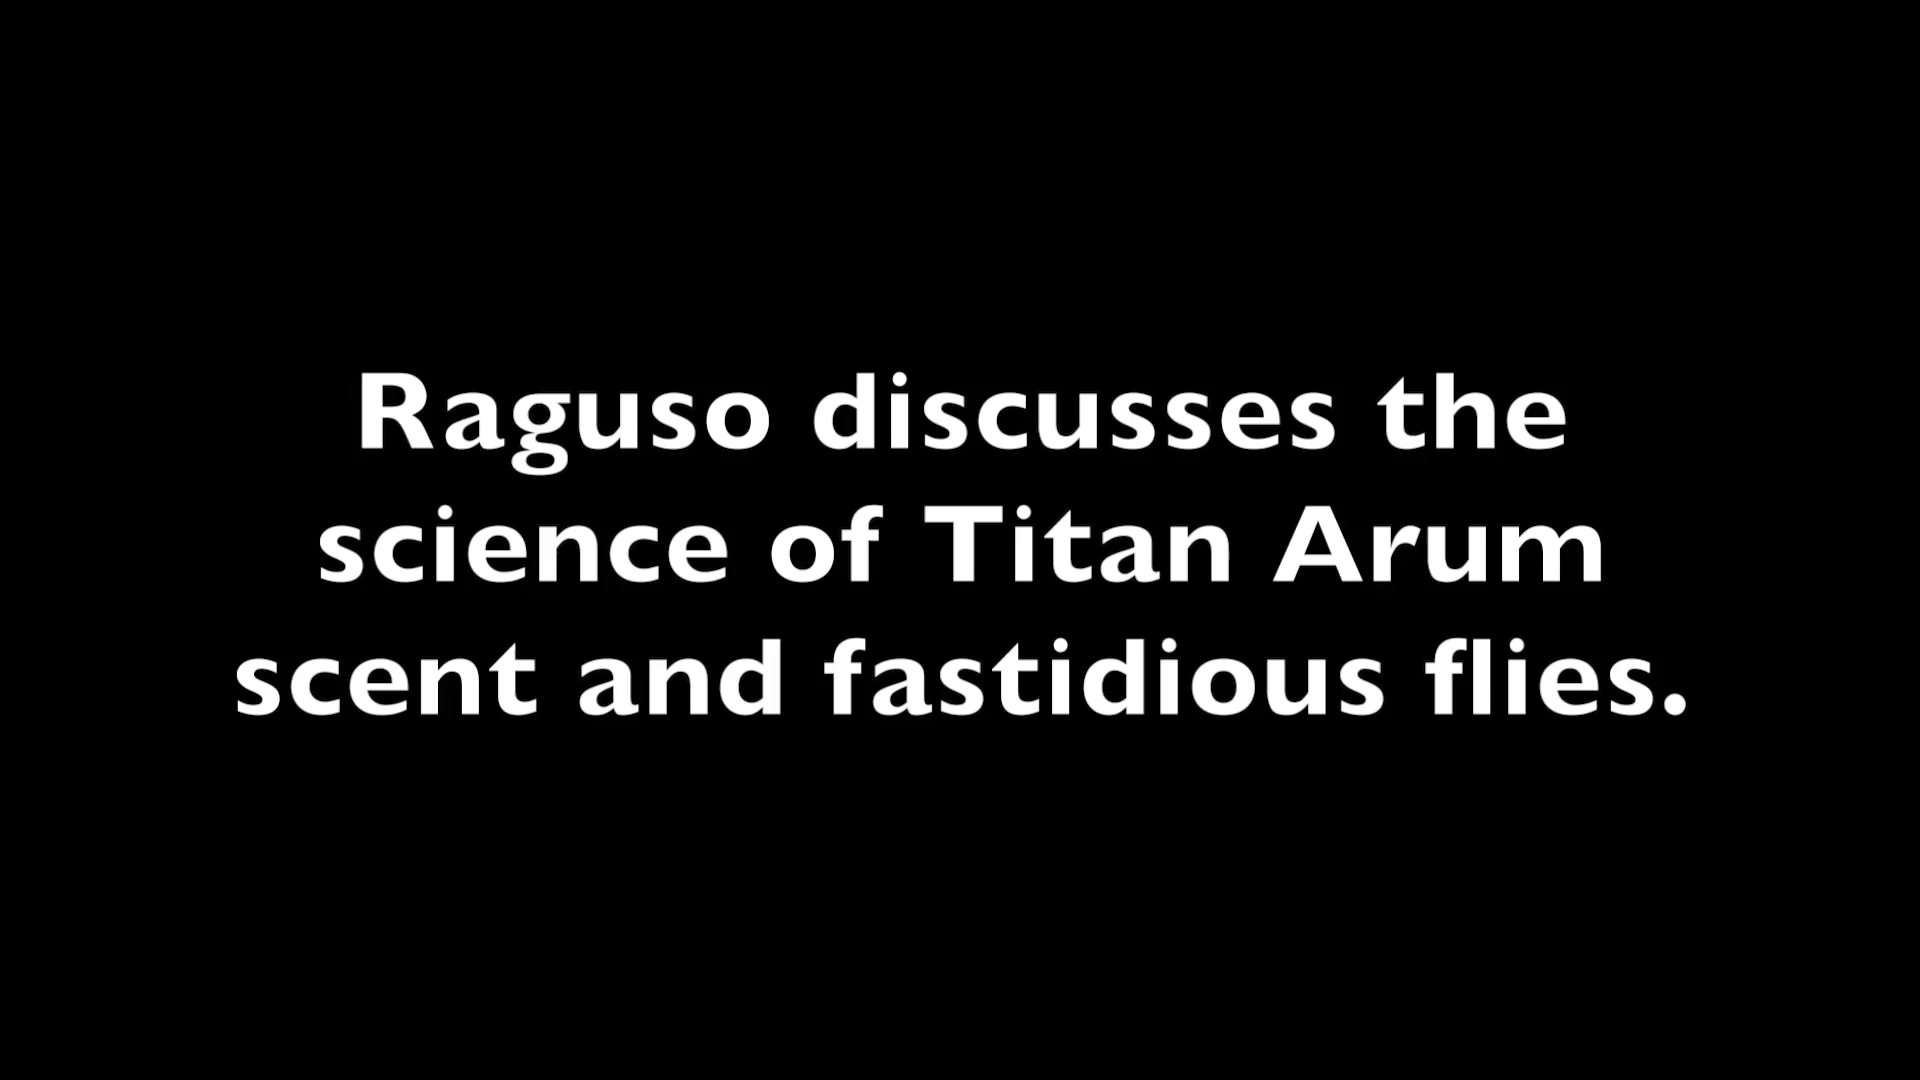 Raguso discusses the
science of Titan Arum
scent and fastidious flies.